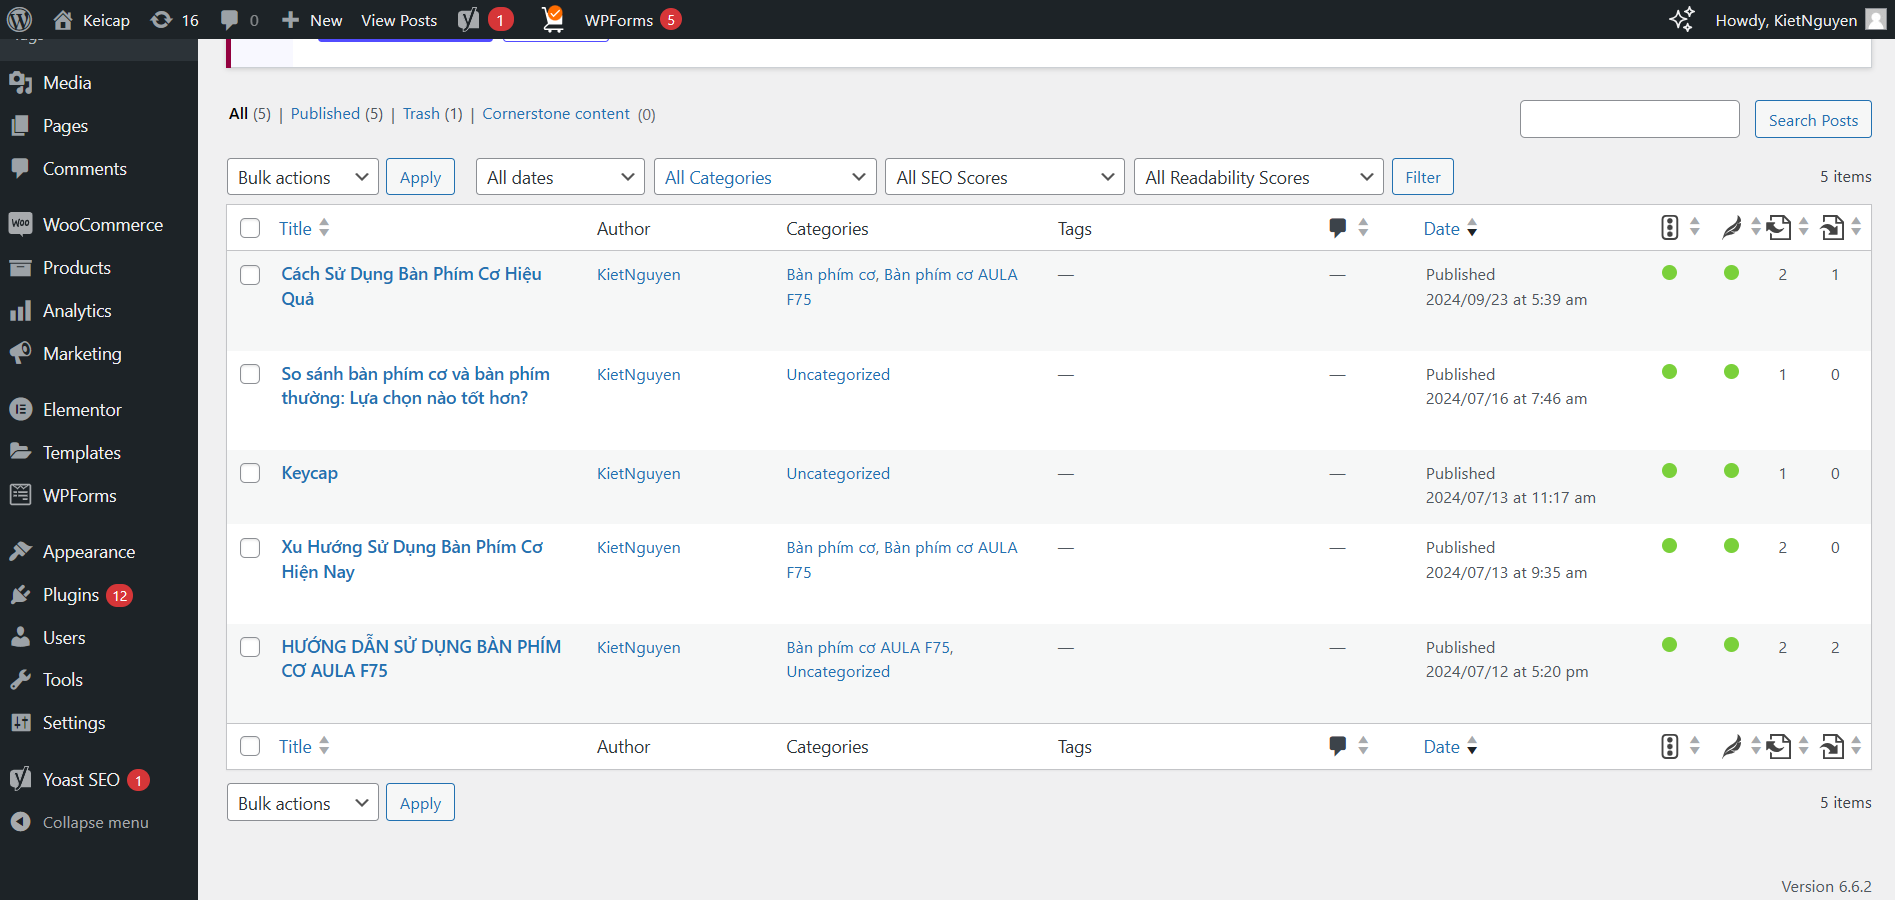 Keicap 16 0 New View Posts 1 WPForms 5 Howdy, KietNguyen
Tags
Media
Pages
Comments
WooCommerce
Products
Analytics
Marketing
Elementor
Templates
WPForms
Appearance
Plugins 12
Users
Tools
Settings
Yoast SEO 1
Collapse menu
All (5) | Published (5) | Trash (1) | Cornerstone content (0)
Search Posts
Bulk actions Apply All dates All Categories All SEO Scores All Readability Scores Filter 5 items
Title Author Categories Tags Date
Cách Sử Dụng Bàn Phím Cơ Hiệu KietNguyen Bàn phím cơ, Bàn phím cơ AULA — — Published 2 1
Quả F75 2024/09/23 at 5:39 am
So sánh bàn phím cơ và bàn phím KietNguyen Uncategorized — — Published 1 0
thường: Lựa chọn nào tốt hơn? 2024/07/16 at 7:46 am
Keycap KietNguyen Uncategorized — — Published 1 0
2024/07/13 at 11:17 am
Xu Hướng Sử Dụng Bàn Phím Cơ KietNguyen Bàn phím cơ, Bàn phím cơ AULA — — Published 2 0
Hiện Nay F75 2024/07/13 at 9:35 am
HƯỚNG DẪN SỬ DỤNG BÀN PHÍM KietNguyen Bàn phím cơ AULA F75, — — Published 2 2
CƠ AULA F75 Uncategorized 2024/07/12 at 5:20 pm
Title Author Categories Tags Date
Bulk actions Apply 5 items
Version 6.6.2